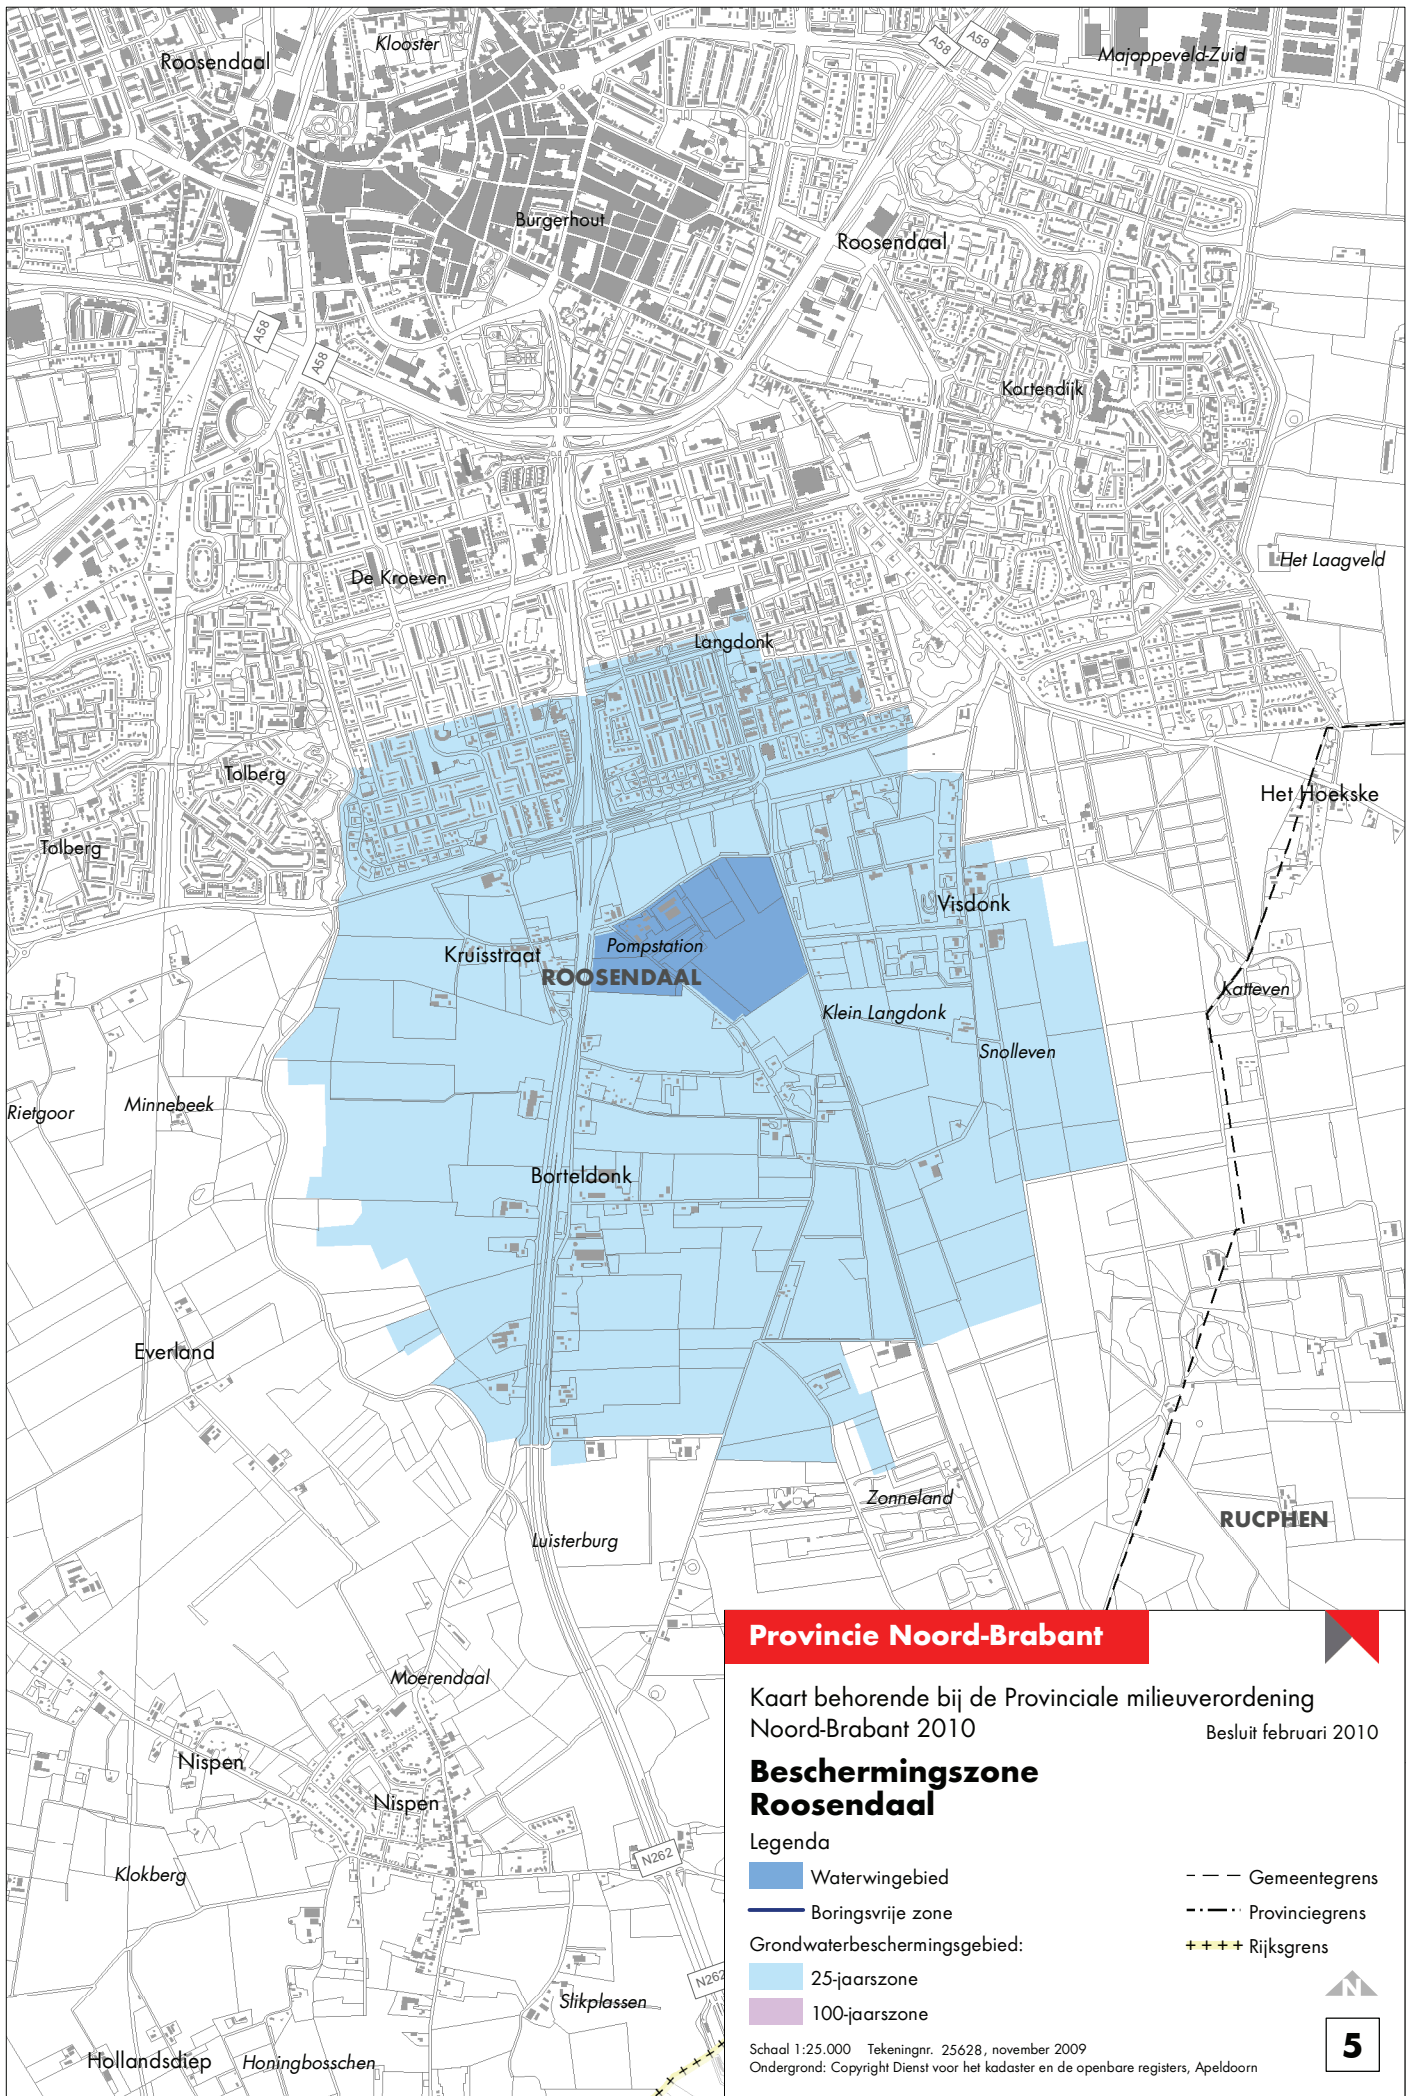 Klooster
A58
A58
Majoppeveld-Zuid
Roosendaal
Burgerhout
Roosendaal
A58
A58
Kortendijk
Het Laagveld
De Kroeven
Langdonk
Tolberg
Het Hoekske
Tolberg
Visdonk
Pompstation
Kruisstraat
ROOSENDAAL
Katteven
Klein Langdonk
Snolleven
Rietgoor
Minnebeek
Borteldonk
Everland
Zonneland
RUCPHEN
Luisterburg
Moerendaal
Nispen
Nispen
N262
Klokberg
N262
Slikplassen
Hollandsdiep
Honingbosschen
Provincie Noord-Brabant
Kaart behorende bij de Provinciale milieuverordening
Noord-Brabant 2010
Besluit februari 2010
Beschermingszone
Roosendaal
Legenda
Waterwingebied
Gemeentegrens
Boringsvrije zone
Provinciegrens
Grondwaterbeschermingsgebied:
Rijksgrens
25-jaarszone
N
100-jaarszone
Schaal 1:25.000 Tekeningnr. 25628, november 2009
Ondergrond: Copyright Dienst voor het kadaster en de openbare registers, Apeldoorn
5